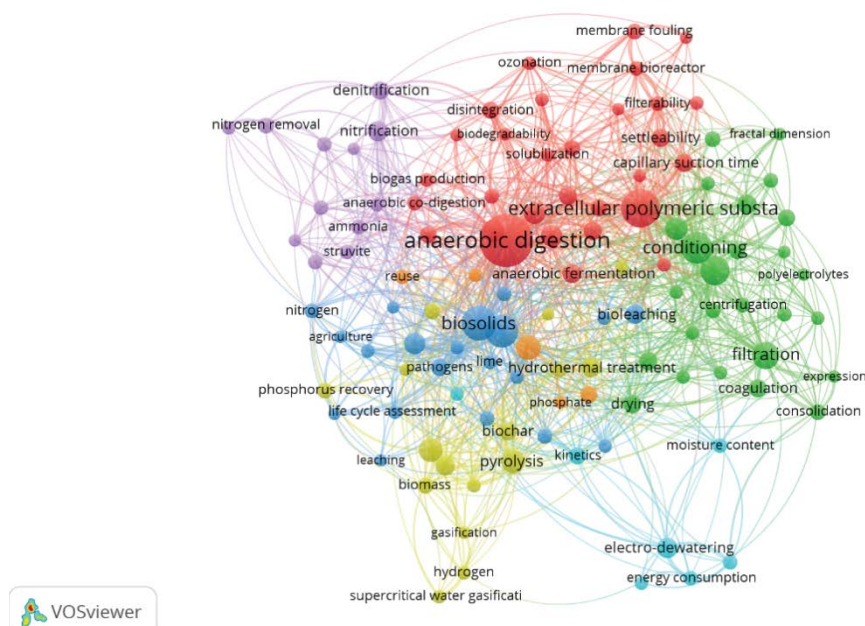 membrane fouling
ozonation
membrane bioreactor
denitrification
disintegration
filterability
nitrogen removal
nitrification
biodegradability
settleability
fractal dimension
solubilization
capillary suction time
biogas production
anaerobic co-digestion
extracellular polymeric substa
ammonia
anaerobic digestion
conditioning
struvite
reuse
anaerobic fermentation
polyelectrolytes
nitrogen
biosolids
bioleaching
centrifugation
agriculture
pathogens
lime
hydrothermal treatment
filtration
phosphorus recovery
expression
coagulation
life cycle assessment
phosphate
drying
consolidation
biochar
moisture content
leaching
pyrolysis
kinetics
biomass
gasification
electro-dewatering
hydrogen
energy consumption
supercritical water gasificati
VOSviewer